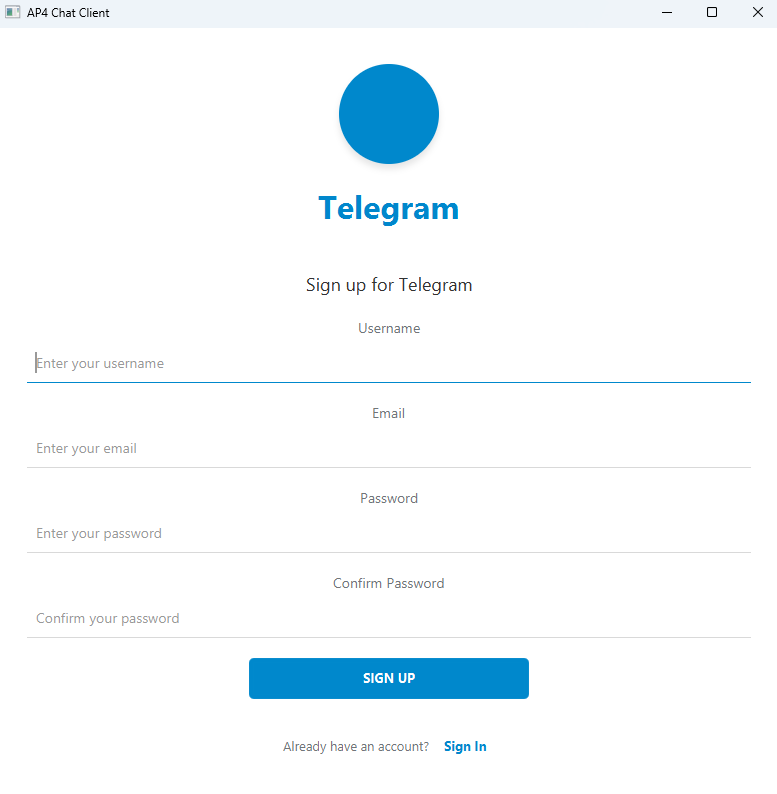 AP4 Chat Client
Telegram
Sign up for Telegram
Username
Enter your username
Email
Enter your email
Password
Enter your password
Confirm Password
Confirm your password
SIGN UP
Already have an account? Sign In